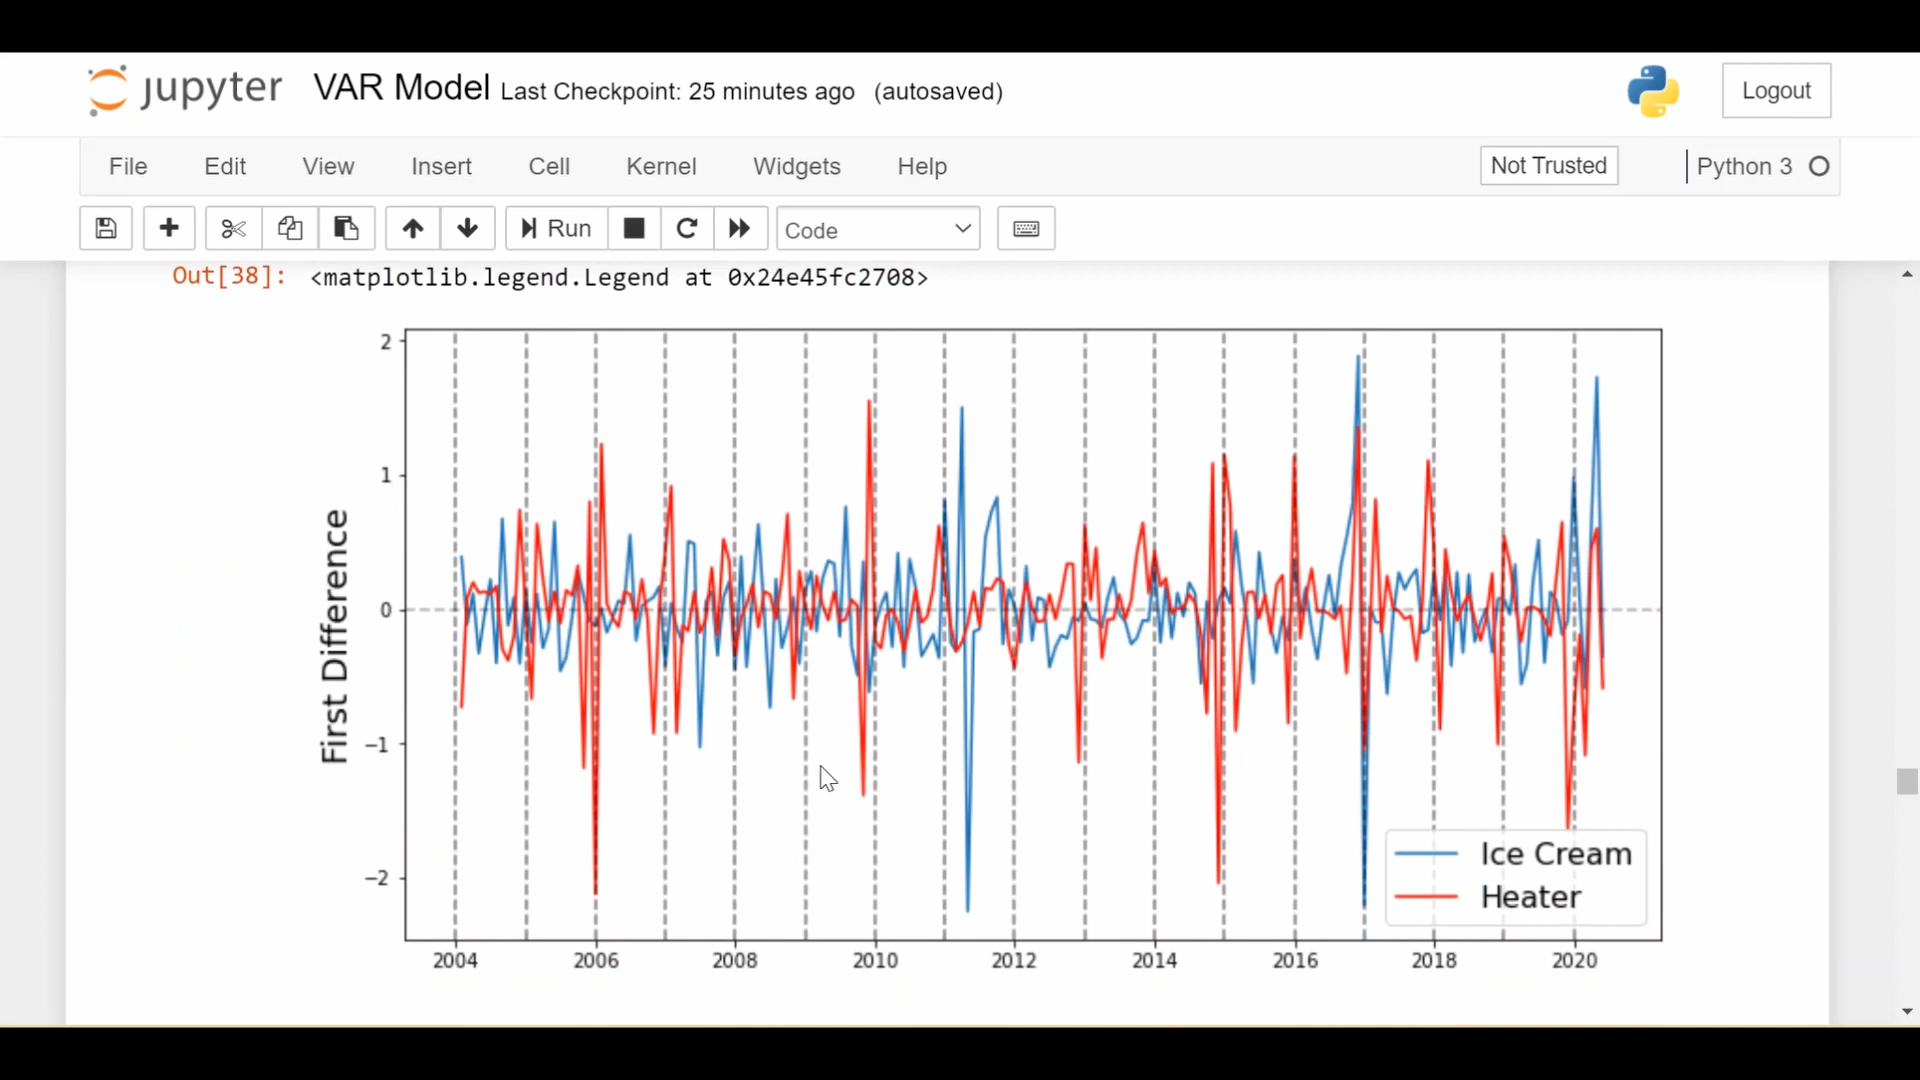 jupyter VAR Model Last Checkpoint: 25 minutes ago (autosaved) Logout
File Edit View Insert Cell Kernel Widgets Help Not Trusted Python 3
Run Code
Out[38]: <matplotlib.legend.Legend at 0x24e45fc2708>
2
1
0
−1
−2
First Difference
Ice Cream
Heater
2004 2006 2008 2010 2012 2014 2016 2018 2020